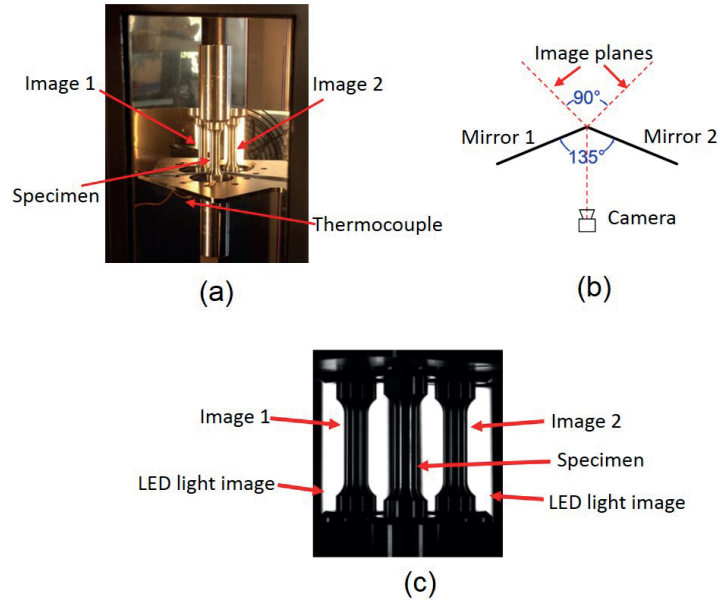 Image 1
Image 2
Specimen
Thermocouple
(a)
Image planes
90°
Mirror 1
Mirror 2
135°
Camera
(b)
Image 1
Image 2
Specimen
LED light image
LED light image
(c)